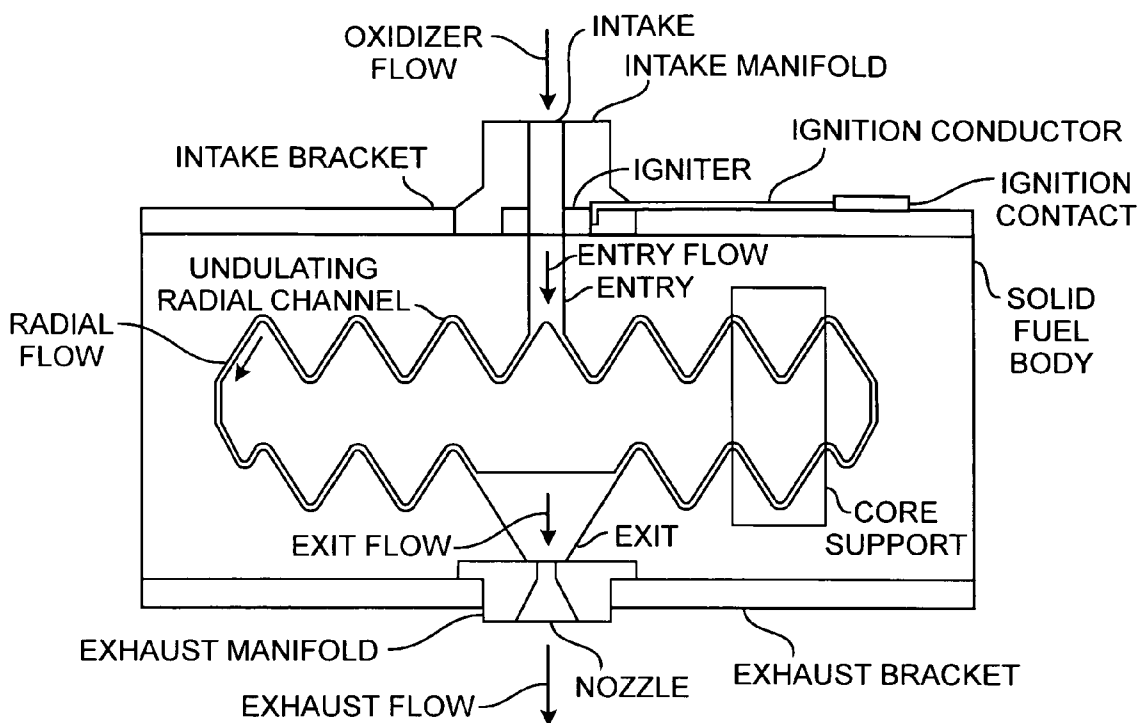 OXIDIZER
FLOW
INTAKE
INTAKE MANIFOLD
IGNITION CONDUCTOR
INTAKE BRACKET
IGNITER
IGNITION
CONTACT
UNDULATING
RADIAL CHANNEL
ENTRY FLOW
ENTRY
SOLID
FUEL
BODY
RADIAL
FLOW
EXIT FLOW
EXIT
CORE
SUPPORT
EXHAUST MANIFOLD
NOZZLE
EXHAUST BRACKET
EXHAUST FLOW